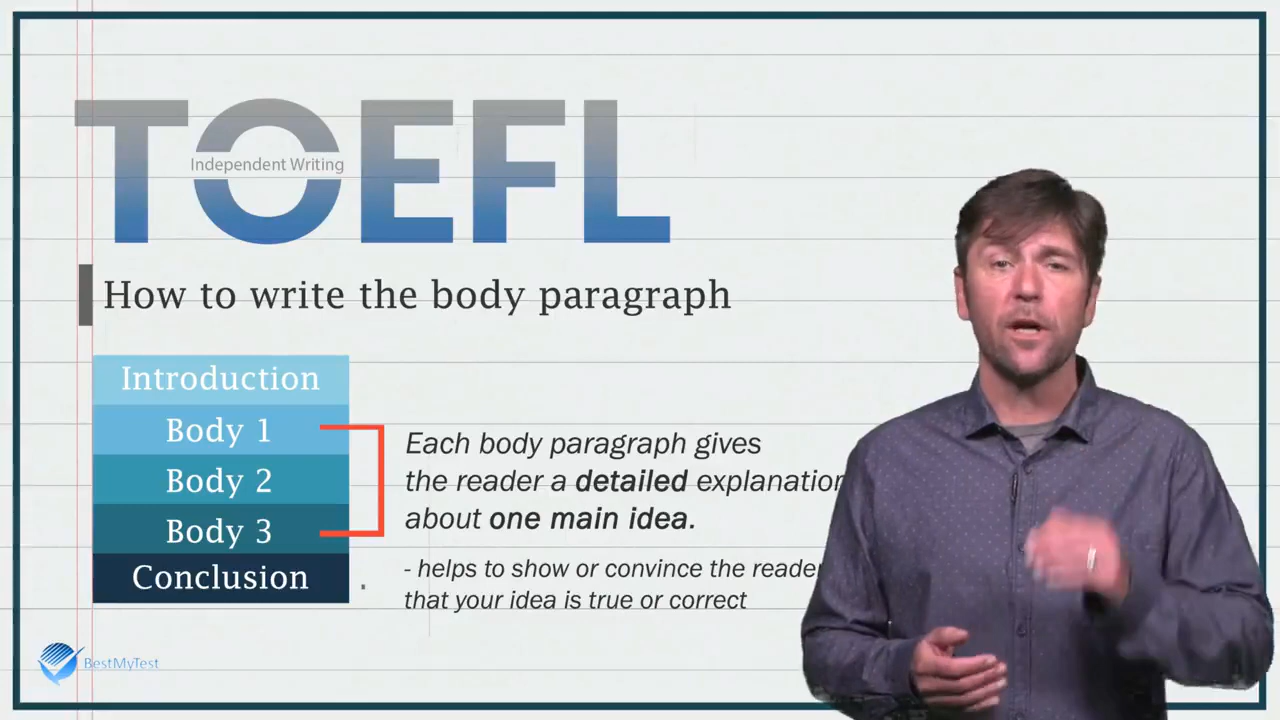 TOEFL
Independent Writing
How to write the body paragraph
Introduction
Body 1
Body 2
Body 3
Conclusion
Each body paragraph gives
the reader a detailed explanation
about one main idea.
- helps to show or convince the reader
that your idea is true or correct
BestMyTest